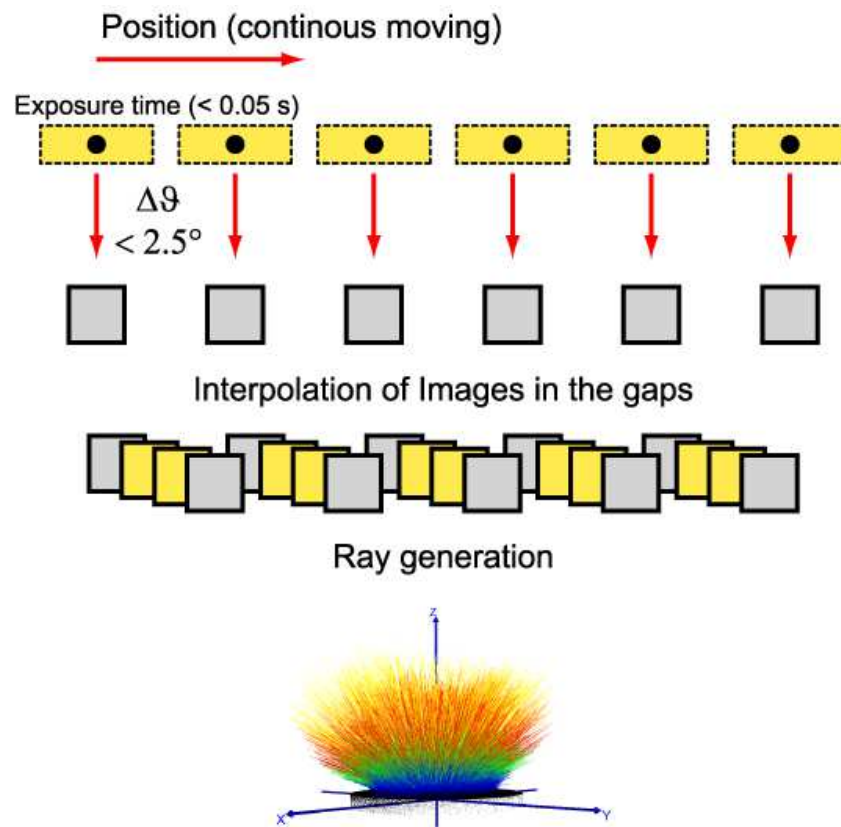 Position (continous moving)
Exposure time (< 0.05 s)
Δϑ
< 2.5°
Interpolation of Images in the gaps
Ray generation
Z
X
Y